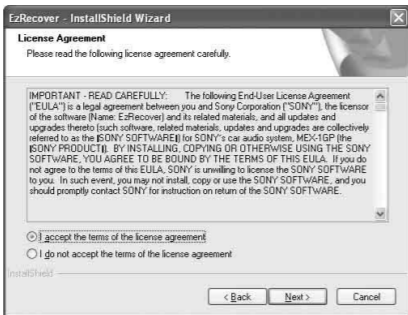 EzRecover - InstallShield Wizard
License Agreement
Please read the following license agreement carefully.
IMPORTANT - READ CAREFULLY: The following End-User License Agreement
("EULA") is a legal agreement between you and Sony Corporation ("SONY"), the licensor
of the software (Name: EzRecover) and its related materials, and all updates and
upgrades thereto (such software, related materials, updates and upgrades are collectively
referred to as the SONY SOFTWARE) for SONY's car audio system, MEX-1GP (the
SONY PRODUCT). BY INSTALLING, COPYING OR OTHERWISE USING THE SONY
SOFTWARE, YOU AGREE TO BE BOUND BY THE TERMS OF THIS EULA. If you do
not agree to the terms of this EULA, SONY is unwilling to license the SONY SOFTWARE
to you. In such event, you may not install, copy or use the SONY SOFTWARE, and you
should promptly contact SONY for instruction on return of the SONY SOFTWARE.
I accept the terms of the license agreement
I do not accept the terms of the license agreement
InstallShield
< Back Next > Cancel